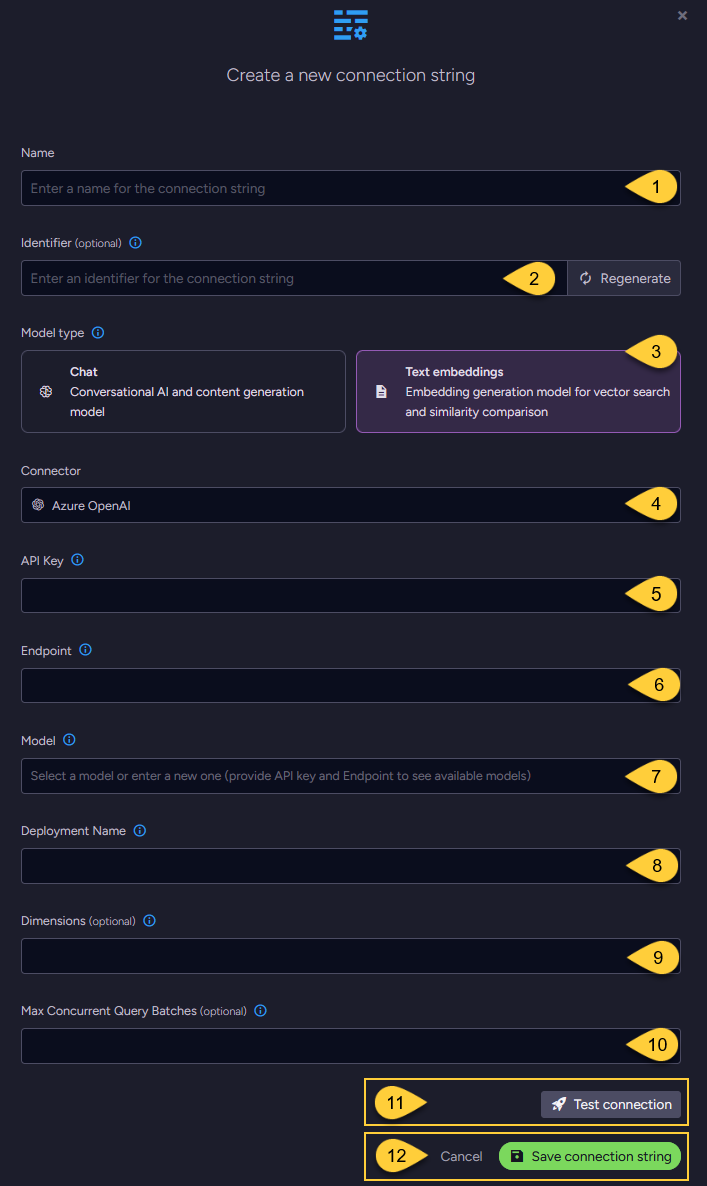 Create a new connection string
Name
Enter a name for the connection string
1
Identifier (optional)
Enter an identifier for the connection string
2
Regenerate
Model type
3
Chat
Conversational AI and content generation
model
Text embeddings
Embedding generation model for vector search
and similarity comparison
Connector
Azure OpenAI
4
API Key
5
Endpoint
6
Model
Select a model or enter a new one (provide API key and Endpoint to see available models)
7
Deployment Name
8
Dimensions (optional)
9
Max Concurrent Query Batches (optional)
10
11
Test connection
12
Cancel
Save connection string